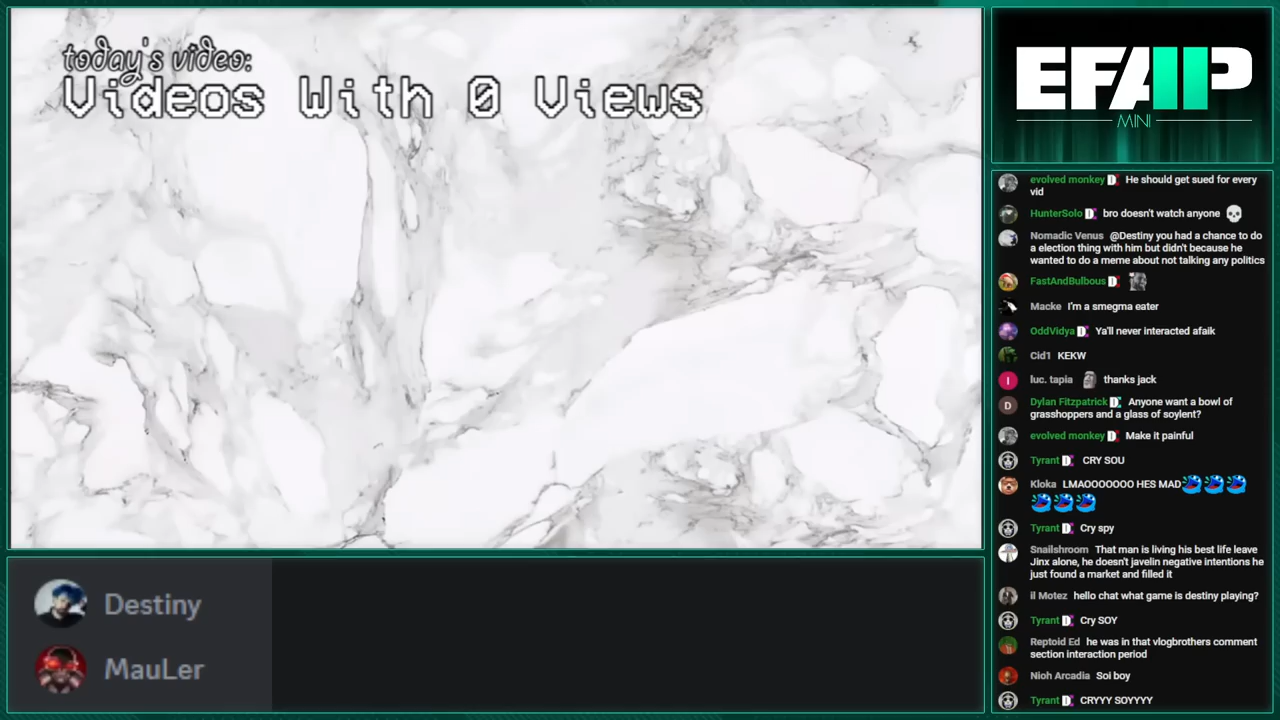 today's video:
Videos With 0 Views
EFAP
MINI
evolved monkey He should get sued for every
vid
HunterSolo bro doesn't watch anyone
Nomadic Venus @Destiny you had a chance to do
a election thing with him but didn't because he
wanted to do a meme about not talking any politics
FastAndBulbous
Macke I'm a smegma eater
OddVidya Ya'll never interacted afaik
Cid1 KEKW
luc. tapia thanks jack
Dylan Fitzpatrick Anyone want a bowl of
grasshoppers and a glass of soylent?
evolved monkey Make it painful
Tyrant CRY SOU
Kloka LMAOOOOOOO HES MAD
Tyrant Cry spy
Snailshroom That man is living his best life leave
Jinx alone, he doesn't javelin negative intentions he
just found a market and filled it
il Motez hello chat what game is destiny playing?
Tyrant Cry SOY
Reptoid Ed he was in that vlogbrothers comment
section interaction period
Nioh Arcadia Soi boy
Tyrant CRYYY SOYYYY
Destiny
MauLer